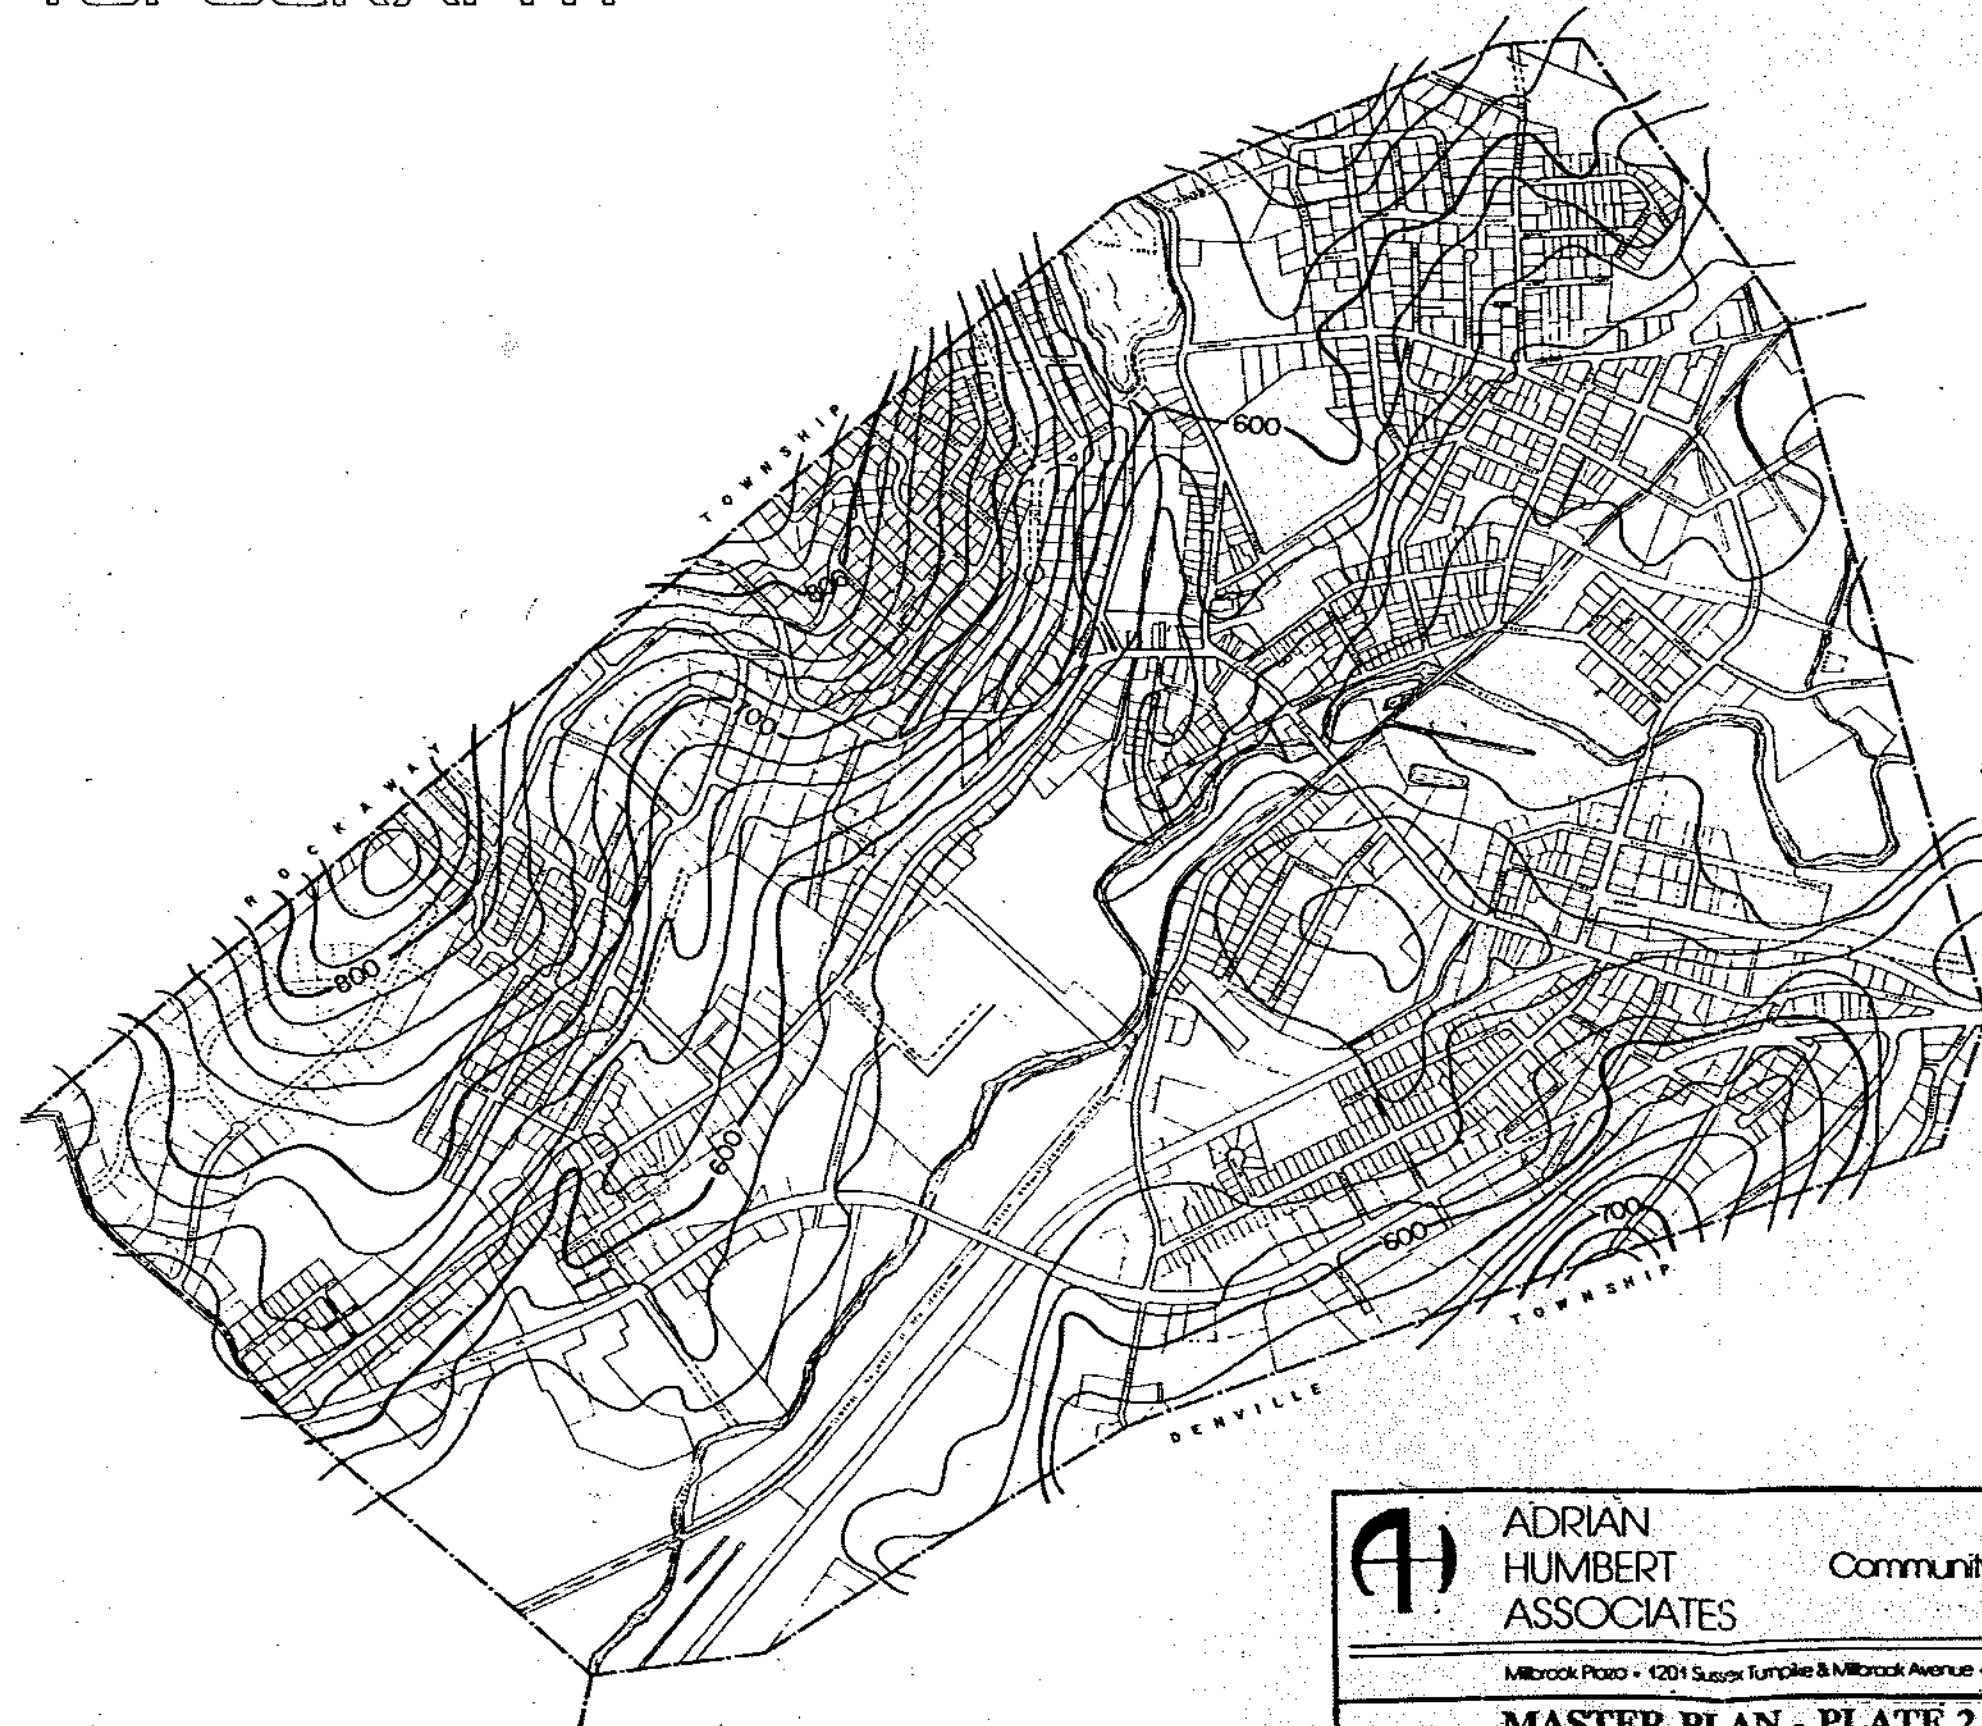 TOPOGRAPHY
ROCKAWAY TOWNSHIP
600
800
700
800
600
600
700
DENVILLE TOWNSHIP
ADRIAN
HUMBERT
ASSOCIATES
Communit
Millbrook Plaza • 1201 Sussex Turnpike & Millbrook Avenue •
MASTER PLAN - PLATE 2